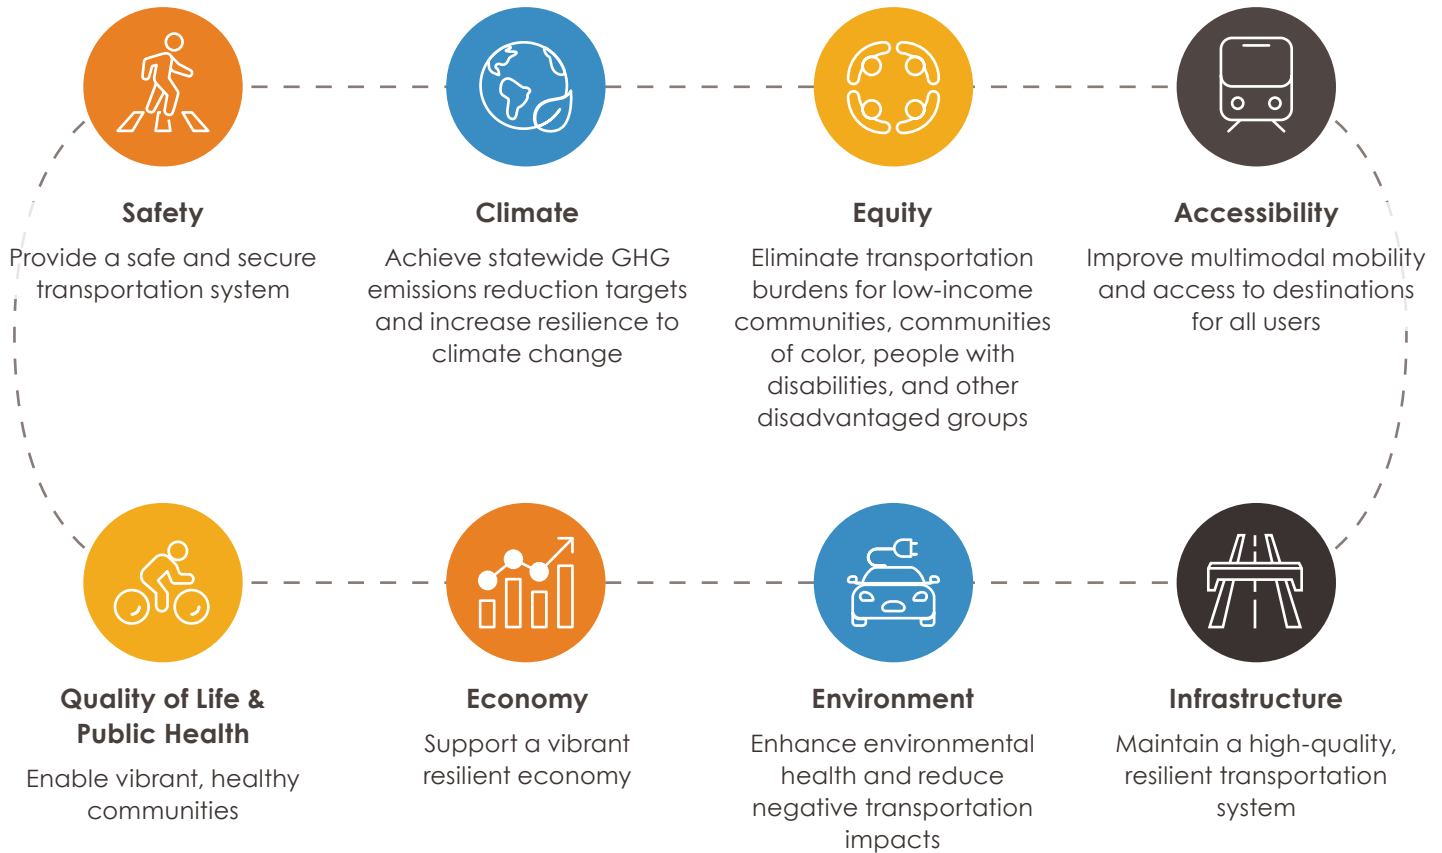 Safety
Provide a safe and secure
transportation system
Climate
Achieve statewide GHG
emissions reduction targets
and increase resilience to
climate change
Equity
Eliminate transportation
burdens for low-income
communities, communities
of color, people with
disabilities, and other
disadvantaged groups
Accessibility
Improve multimodal mobility
and access to destinations
for all users
Quality of Life &
Public Health
Enable vibrant, healthy
communities
Economy
Support a vibrant
resilient economy
Environment
Enhance environmental
health and reduce
negative transportation
impacts
Infrastructure
Maintain a high-quality,
resilient transportation
system